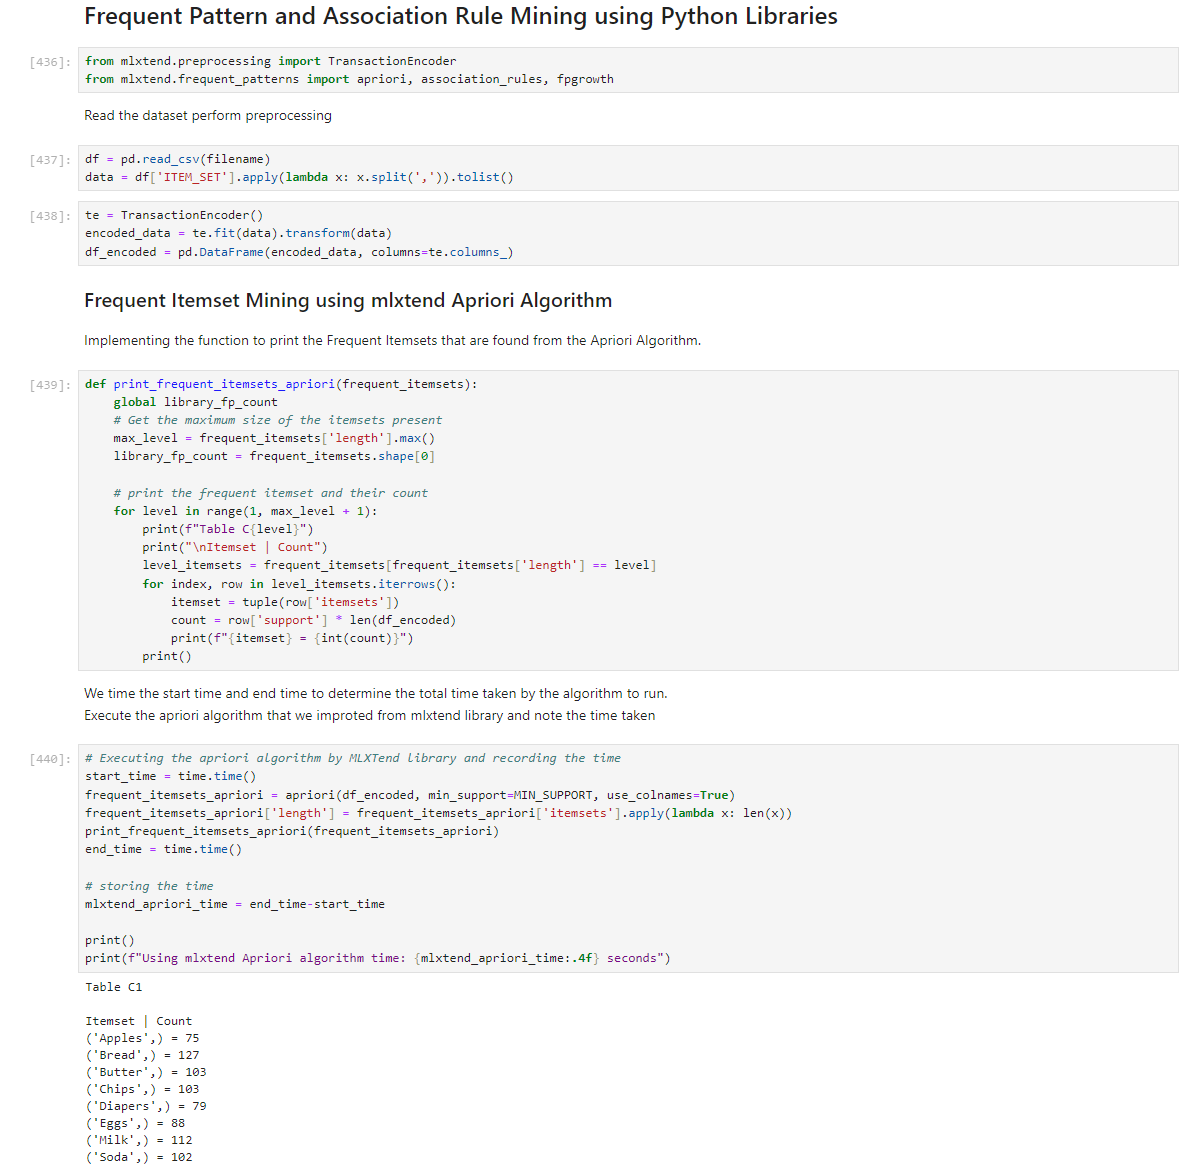 Frequent Pattern and Association Rule Mining using Python Libraries
[436]: from mlxtend.preprocessing import TransactionEncoder
from mlxtend.frequent_patterns import apriori, association_rules, fpgrowth
Read the dataset perform preprocessing
[437]: df = pd.read_csv(filename)
data = df['ITEM_SET'].apply(lambda x: x.split(',')).tolist()
[438]: te = TransactionEncoder()
encoded_data = te.fit(data).transform(data)
df_encoded = pd.DataFrame(encoded_data, columns=te.columns_)
Frequent Itemset Mining using mlxtend Apriori Algorithm
Implementing the function to print the Frequent Itemsets that are found from the Apriori Algorithm.
[439]: def print_frequent_itemsets_apriori(frequent_itemsets):
    global library_fp_count
    # Get the maximum size of the itemsets present
    max_level = frequent_itemsets['length'].max()
    library_fp_count = frequent_itemsets.shape[0]
    # print the frequent itemset and their count
    for level in range(1, max_level + 1):
        print(f"Table C{level}")
        print("\nItemset | Count")
        level_itemsets = frequent_itemsets[frequent_itemsets['length'] == level]
        for index, row in level_itemsets.iterrows():
            itemset = tuple(row['itemsets'])
            count = row['support'] * len(df_encoded)
            print(f"{itemset} = {int(count)}")
        print()
We time the start time and end time to determine the total time taken by the algorithm to run.
Execute the apriori algorithm that we improted from mlxtend library and note the time taken
[440]: # Executing the apriori algorithm by MLXTend library and recording the time
start_time = time.time()
frequent_itemsets_apriori = apriori(df_encoded, min_support=MIN_SUPPORT, use_colnames=True)
frequent_itemsets_apriori['length'] = frequent_itemsets_apriori['itemsets'].apply(lambda x: len(x))
print_frequent_itemsets_apriori(frequent_itemsets_apriori)
end_time = time.time()
# storing the time
mlxtend_apriori_time = end_time-start_time
print()
print(f"Using mlxtend Apriori algorithm time: {mlxtend_apriori_time:.4f} seconds")
Table C1
Itemset | Count
('Apples',) = 75
('Bread',) = 127
('Butter',) = 103
('Chips',) = 103
('Diapers',) = 79
('Eggs',) = 88
('Milk',) = 112
('Soda',) = 102